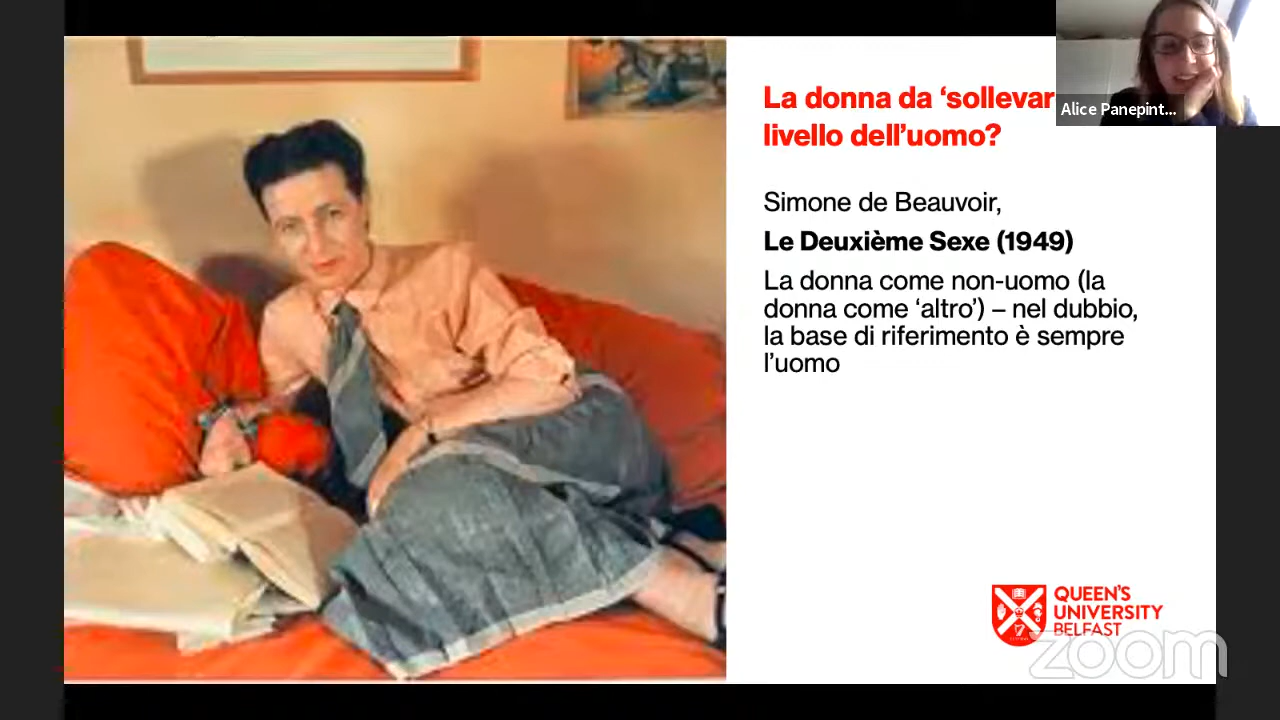 La donna da ‘sollevar
livello dell’uomo?
Alice Panepint...
Simone de Beauvoir,
Le Deuxième Sexe (1949)
La donna come non-uomo (la
donna come ‘altro’) – nel dubbio,
la base di riferimento è sempre
l’uomo
QUEEN'S
UNIVERSITY
BELFAST
zoom